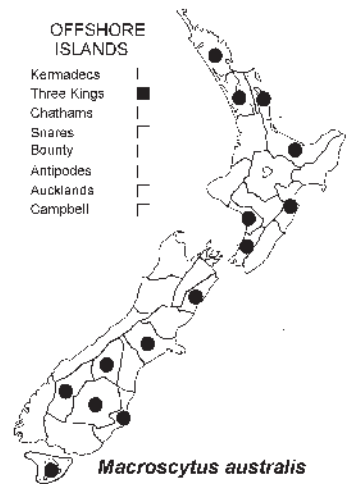 OFFSHORE
ISLANDS
Kermadecs
Three Kings
Chathams
Snares
Bounty
Antipodes
Aucklands
Campbell
Macroscytus australis